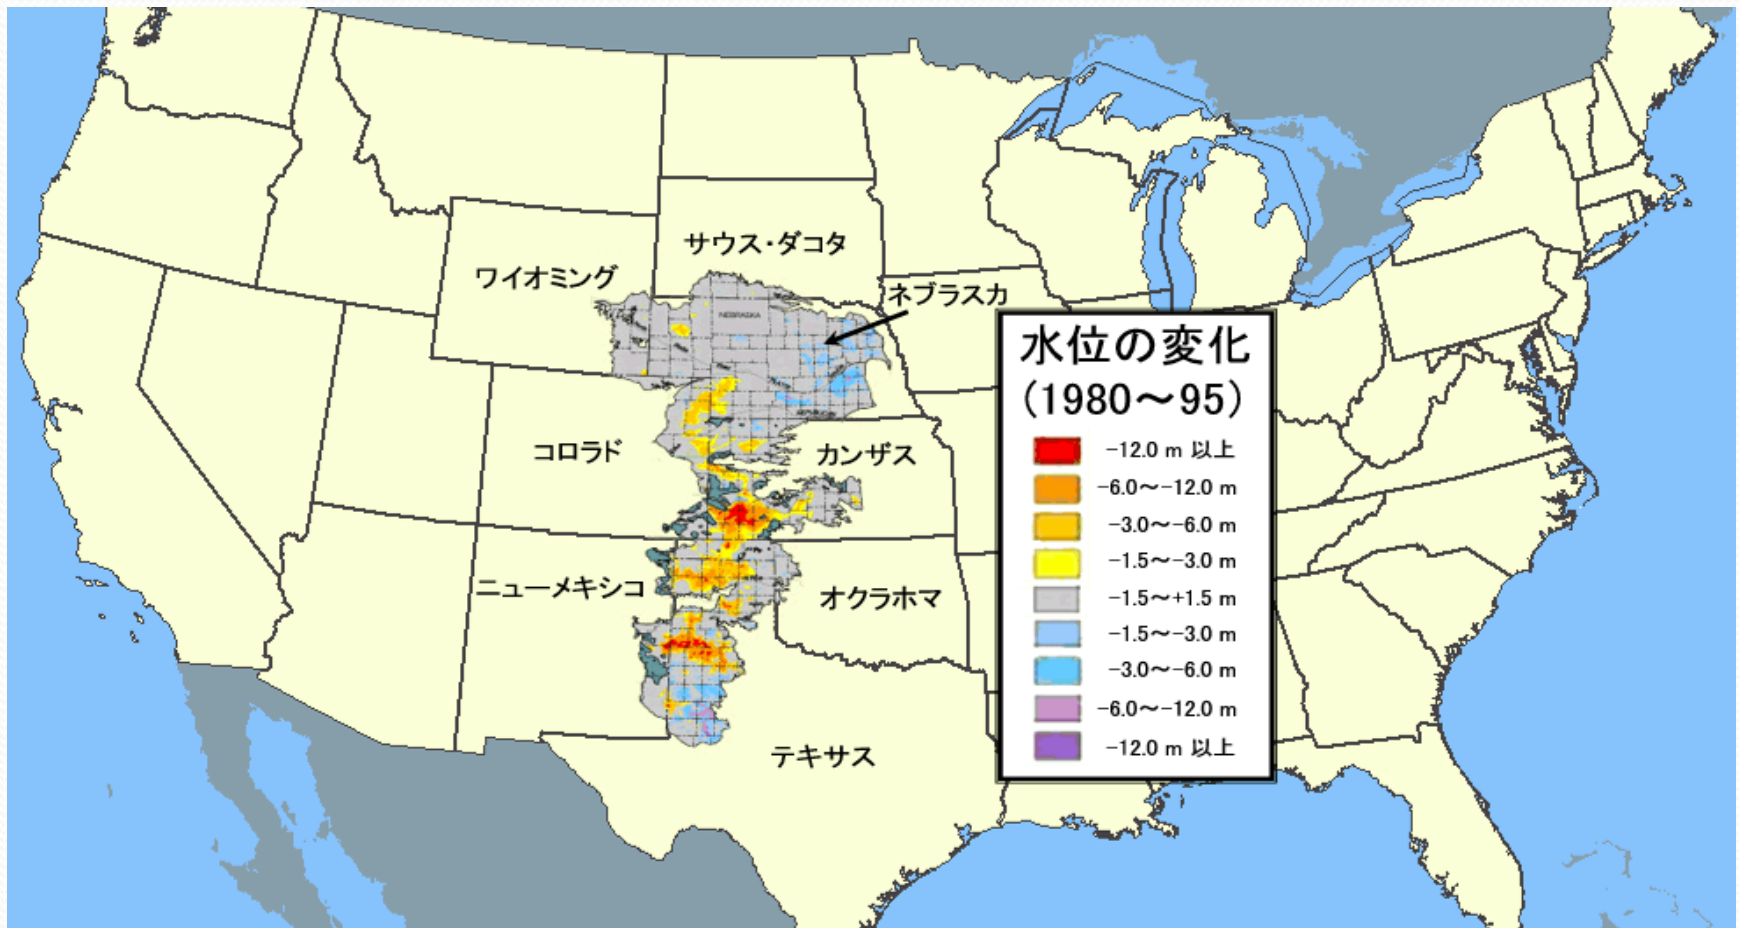 サウス・ダコタ
ワイオミング
ネブラスカ
NEBRASKA
コロラド
カンザス
ニューメキシコ
オクラホマ
テキサス
水位の変化
(1980～95)
-12.0 m 以上
-6.0～-12.0 m
-3.0～-6.0 m
-1.5～-3.0 m
-1.5～+1.5 m
-1.5～-3.0 m
-3.0～-6.0 m
-6.0～-12.0 m
-12.0 m 以上